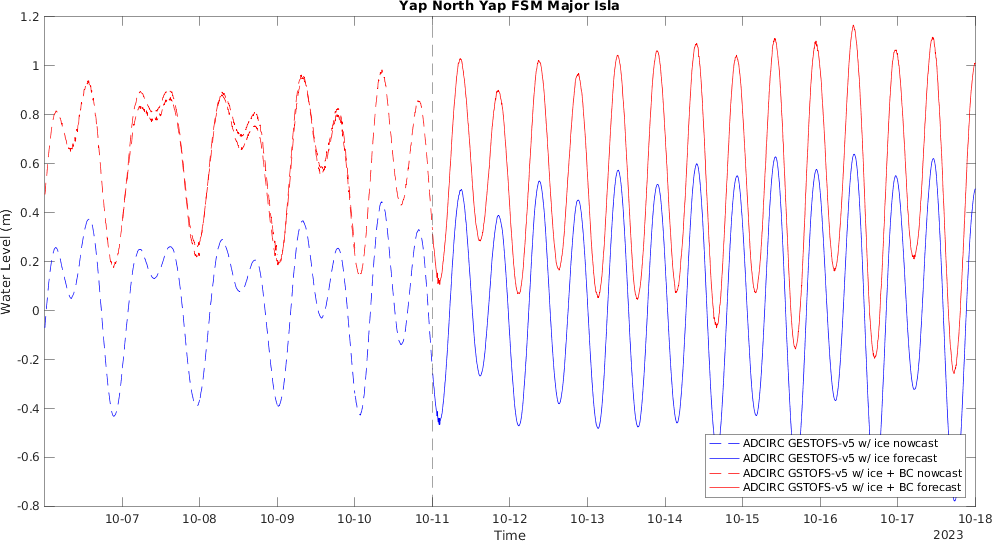 Yap North Yap FSM Major Isla
Water Level (m)
1.2
1
0.8
0.6
0.4
0.2
0
-0.2
-0.4
-0.6
-0.8
ADCIRC GESTOFS-v5 w/ ice nowcast
ADCIRC GESTOFS-v5 w/ ice forecast
ADCIRC GSTOFS-v5 w/ ice + BC nowcast
ADCIRC GSTOFS-v5 w/ ice + BC forecast
10-07 10-08 10-09 10-10 10-11 10-12 10-13 10-14 10-15 10-16 10-17 10-18
Time
2023